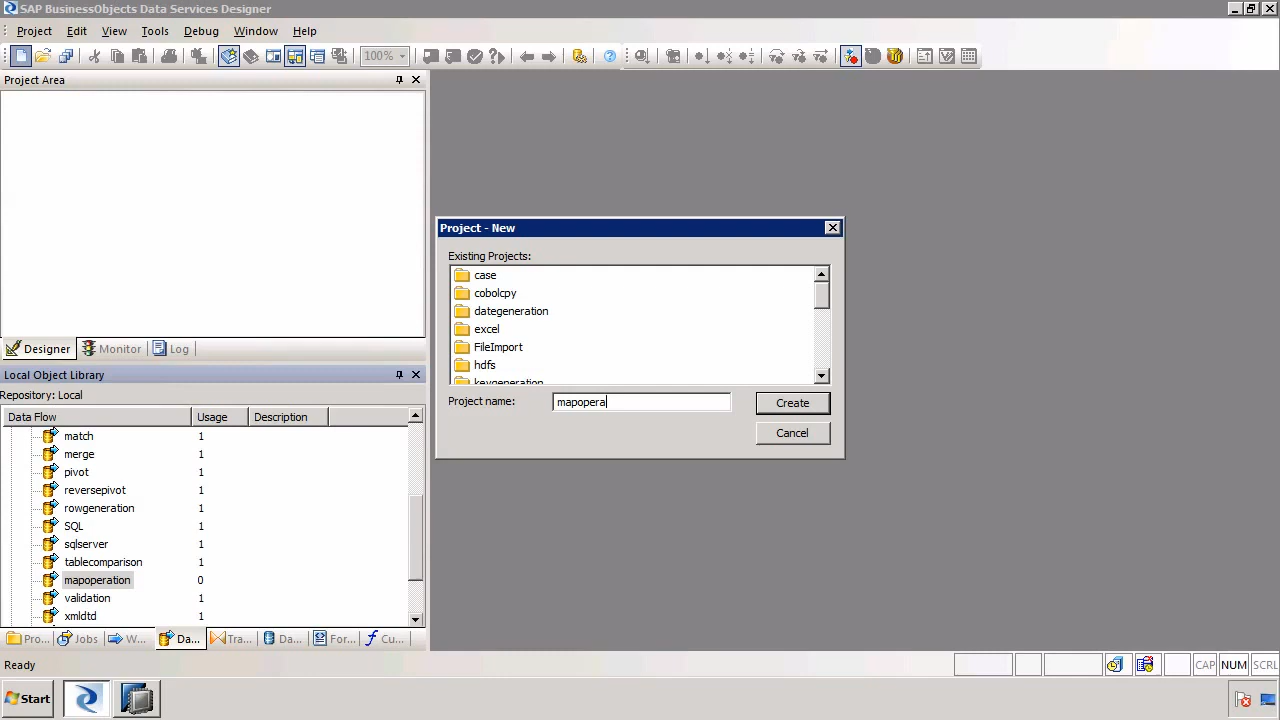 SAP BusinessObjects Data Services Designer
Project Edit View Tools Debug Window Help
100%
Project Area
Project - New
Existing Projects:
case
cobolcpy
dategeneration
excel
FileImport
hdfs
keygeneration
Project name: mapopera Create
Cancel
Designer Monitor Log
Local Object Library
Repository: Local
Data Flow Usage Description
match 1
merge 1
pivot 1
reversepivot 1
rowgeneration 1
SQL 1
sqlserver 1
tablecomparison 1
mapoperation 0
validation 1
xmldtd 1
Pro... Jobs W... Da... Tra... Da... For... Cu...
Ready CAP NUM SCRL
Start